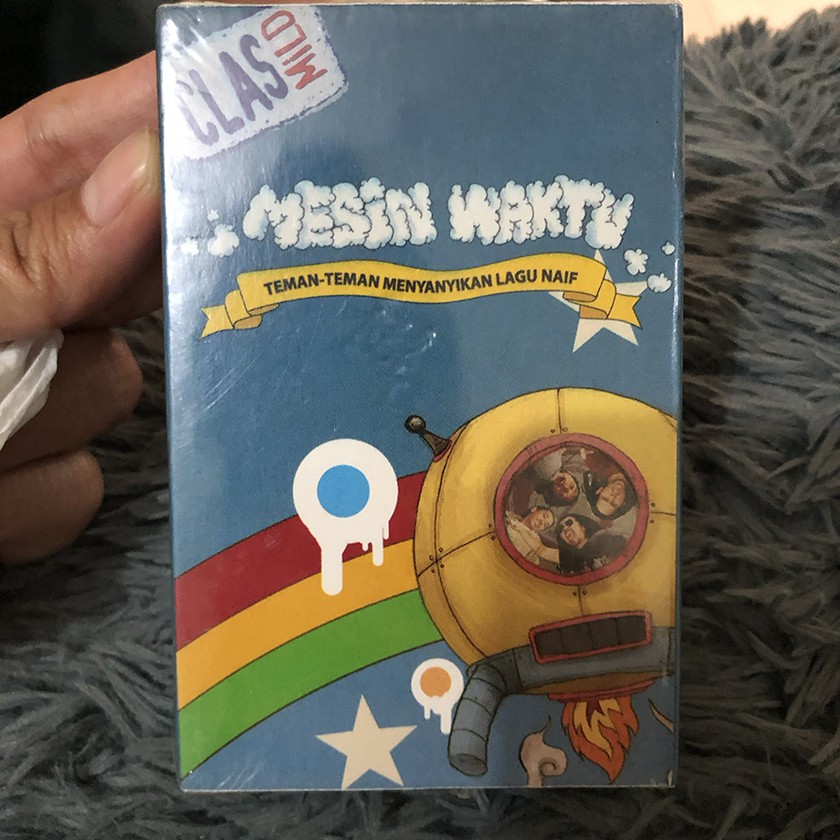 CLAS
MILD
MESIN WAKTU
TEMAN-TEMAN MENYANYIKAN LAGU NAIF